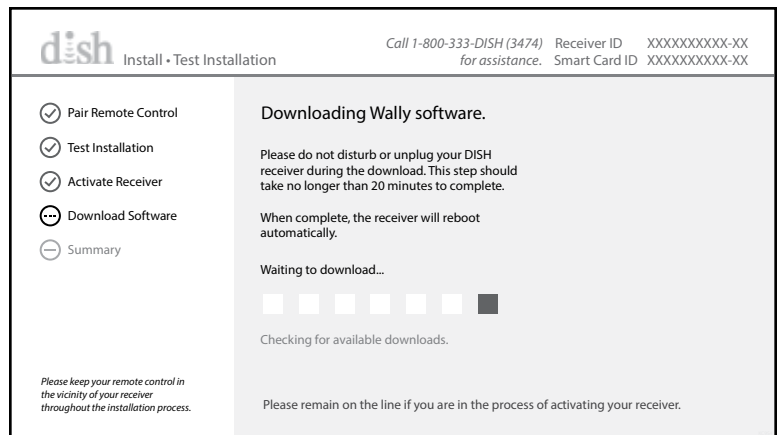 dish Install • Test Installation
Call 1-800-333-DISH (3474)
for assistance.
Receiver ID XXXXXXXXXX-XX
Smart Card ID XXXXXXXXXX-XX
Pair Remote Control
Test Installation
Activate Receiver
Download Software
Summary
Please keep your remote control in
the vicinity of your receiver
throughout the installation process.
Downloading Wally software.
Please do not disturb or unplug your DISH
receiver during the download. This step should
take no longer than 20 minutes to complete.
When complete, the receiver will reboot
automatically.
Waiting to download...
Checking for available downloads.
Please remain on the line if you are in the process of activating your receiver.